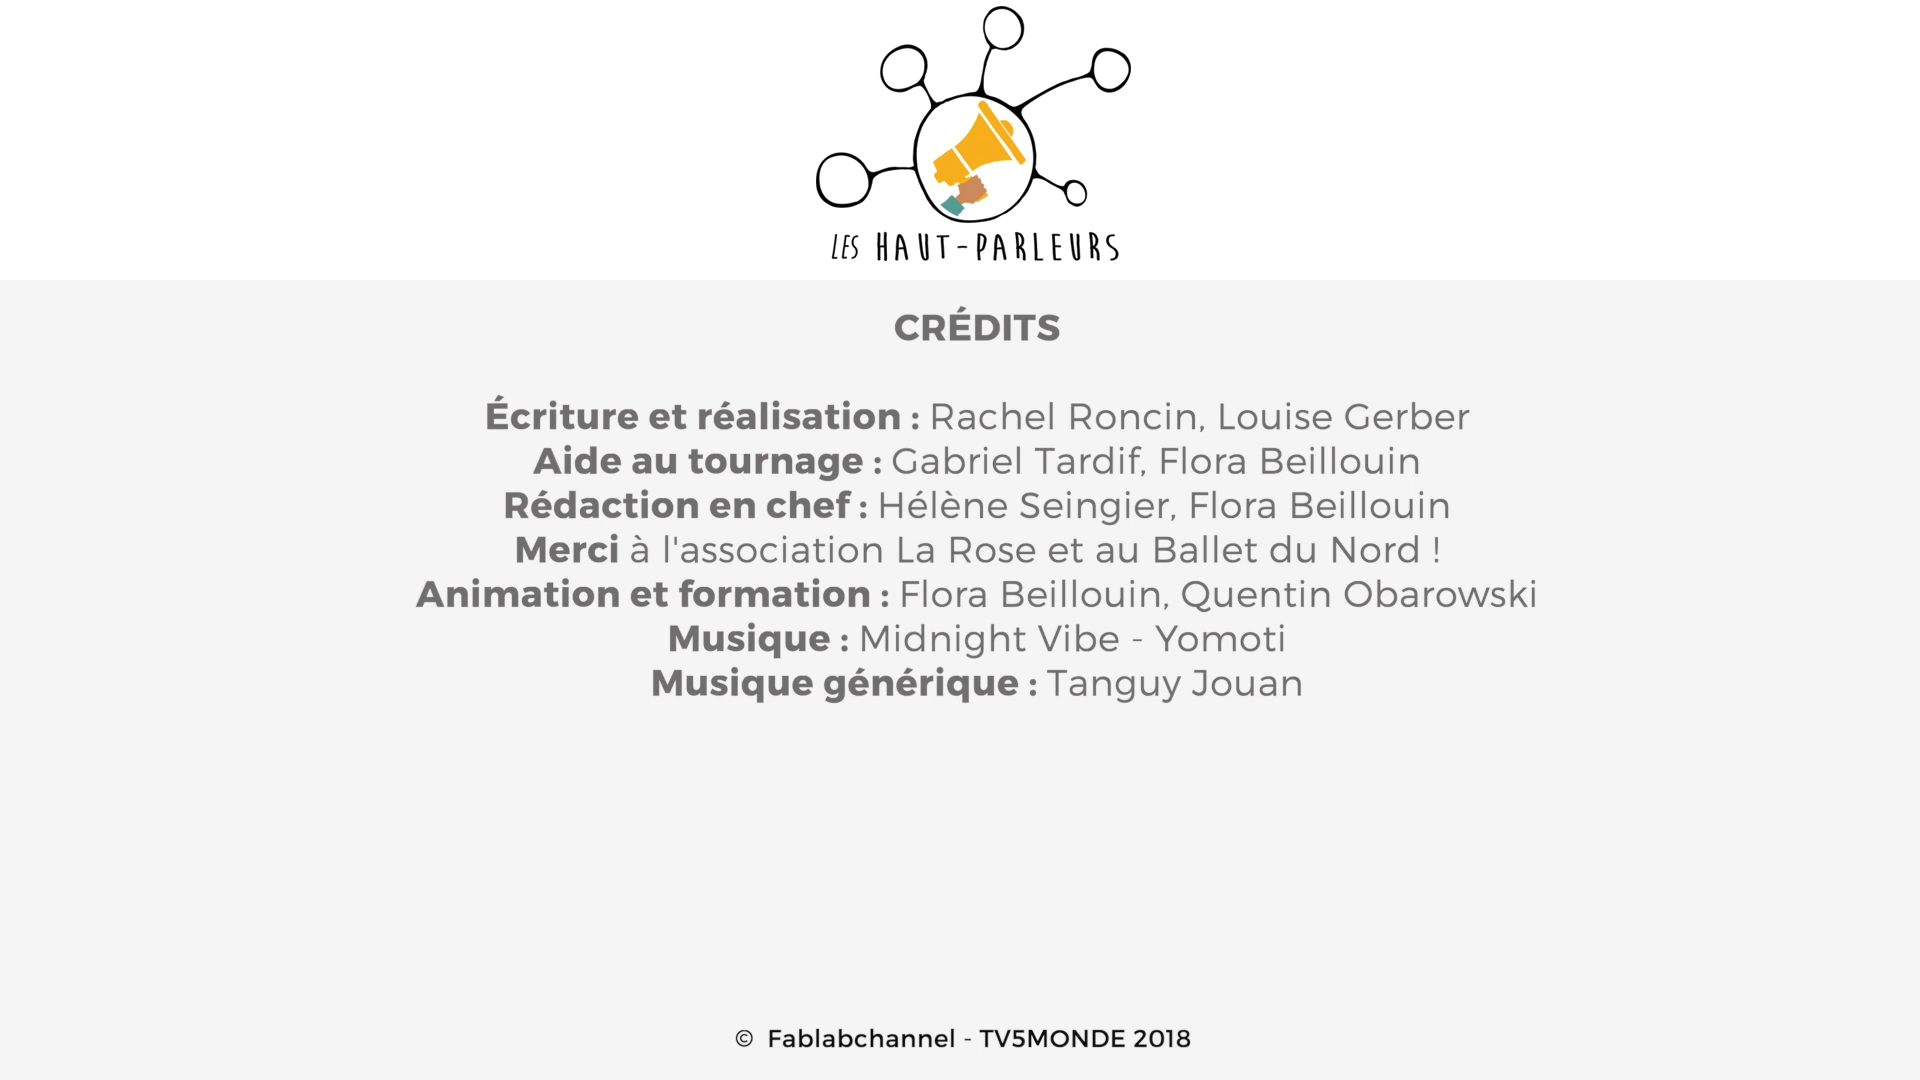 LES HAUT-PARLEURS
CRÉDITS
Écriture et réalisation : Rachel Roncin, Louise Gerber
Aide au tournage : Gabriel Tardif, Flora Beillouin
Rédaction en chef : Hélène Seingier, Flora Beillouin
Merci à l'association La Rose et au Ballet du Nord !
Animation et formation : Flora Beillouin, Quentin Obarowski
Musique : Midnight Vibe - Yomoti
Musique générique : Tanguy Jouan
© Fablabchannel - TV5MONDE 2018